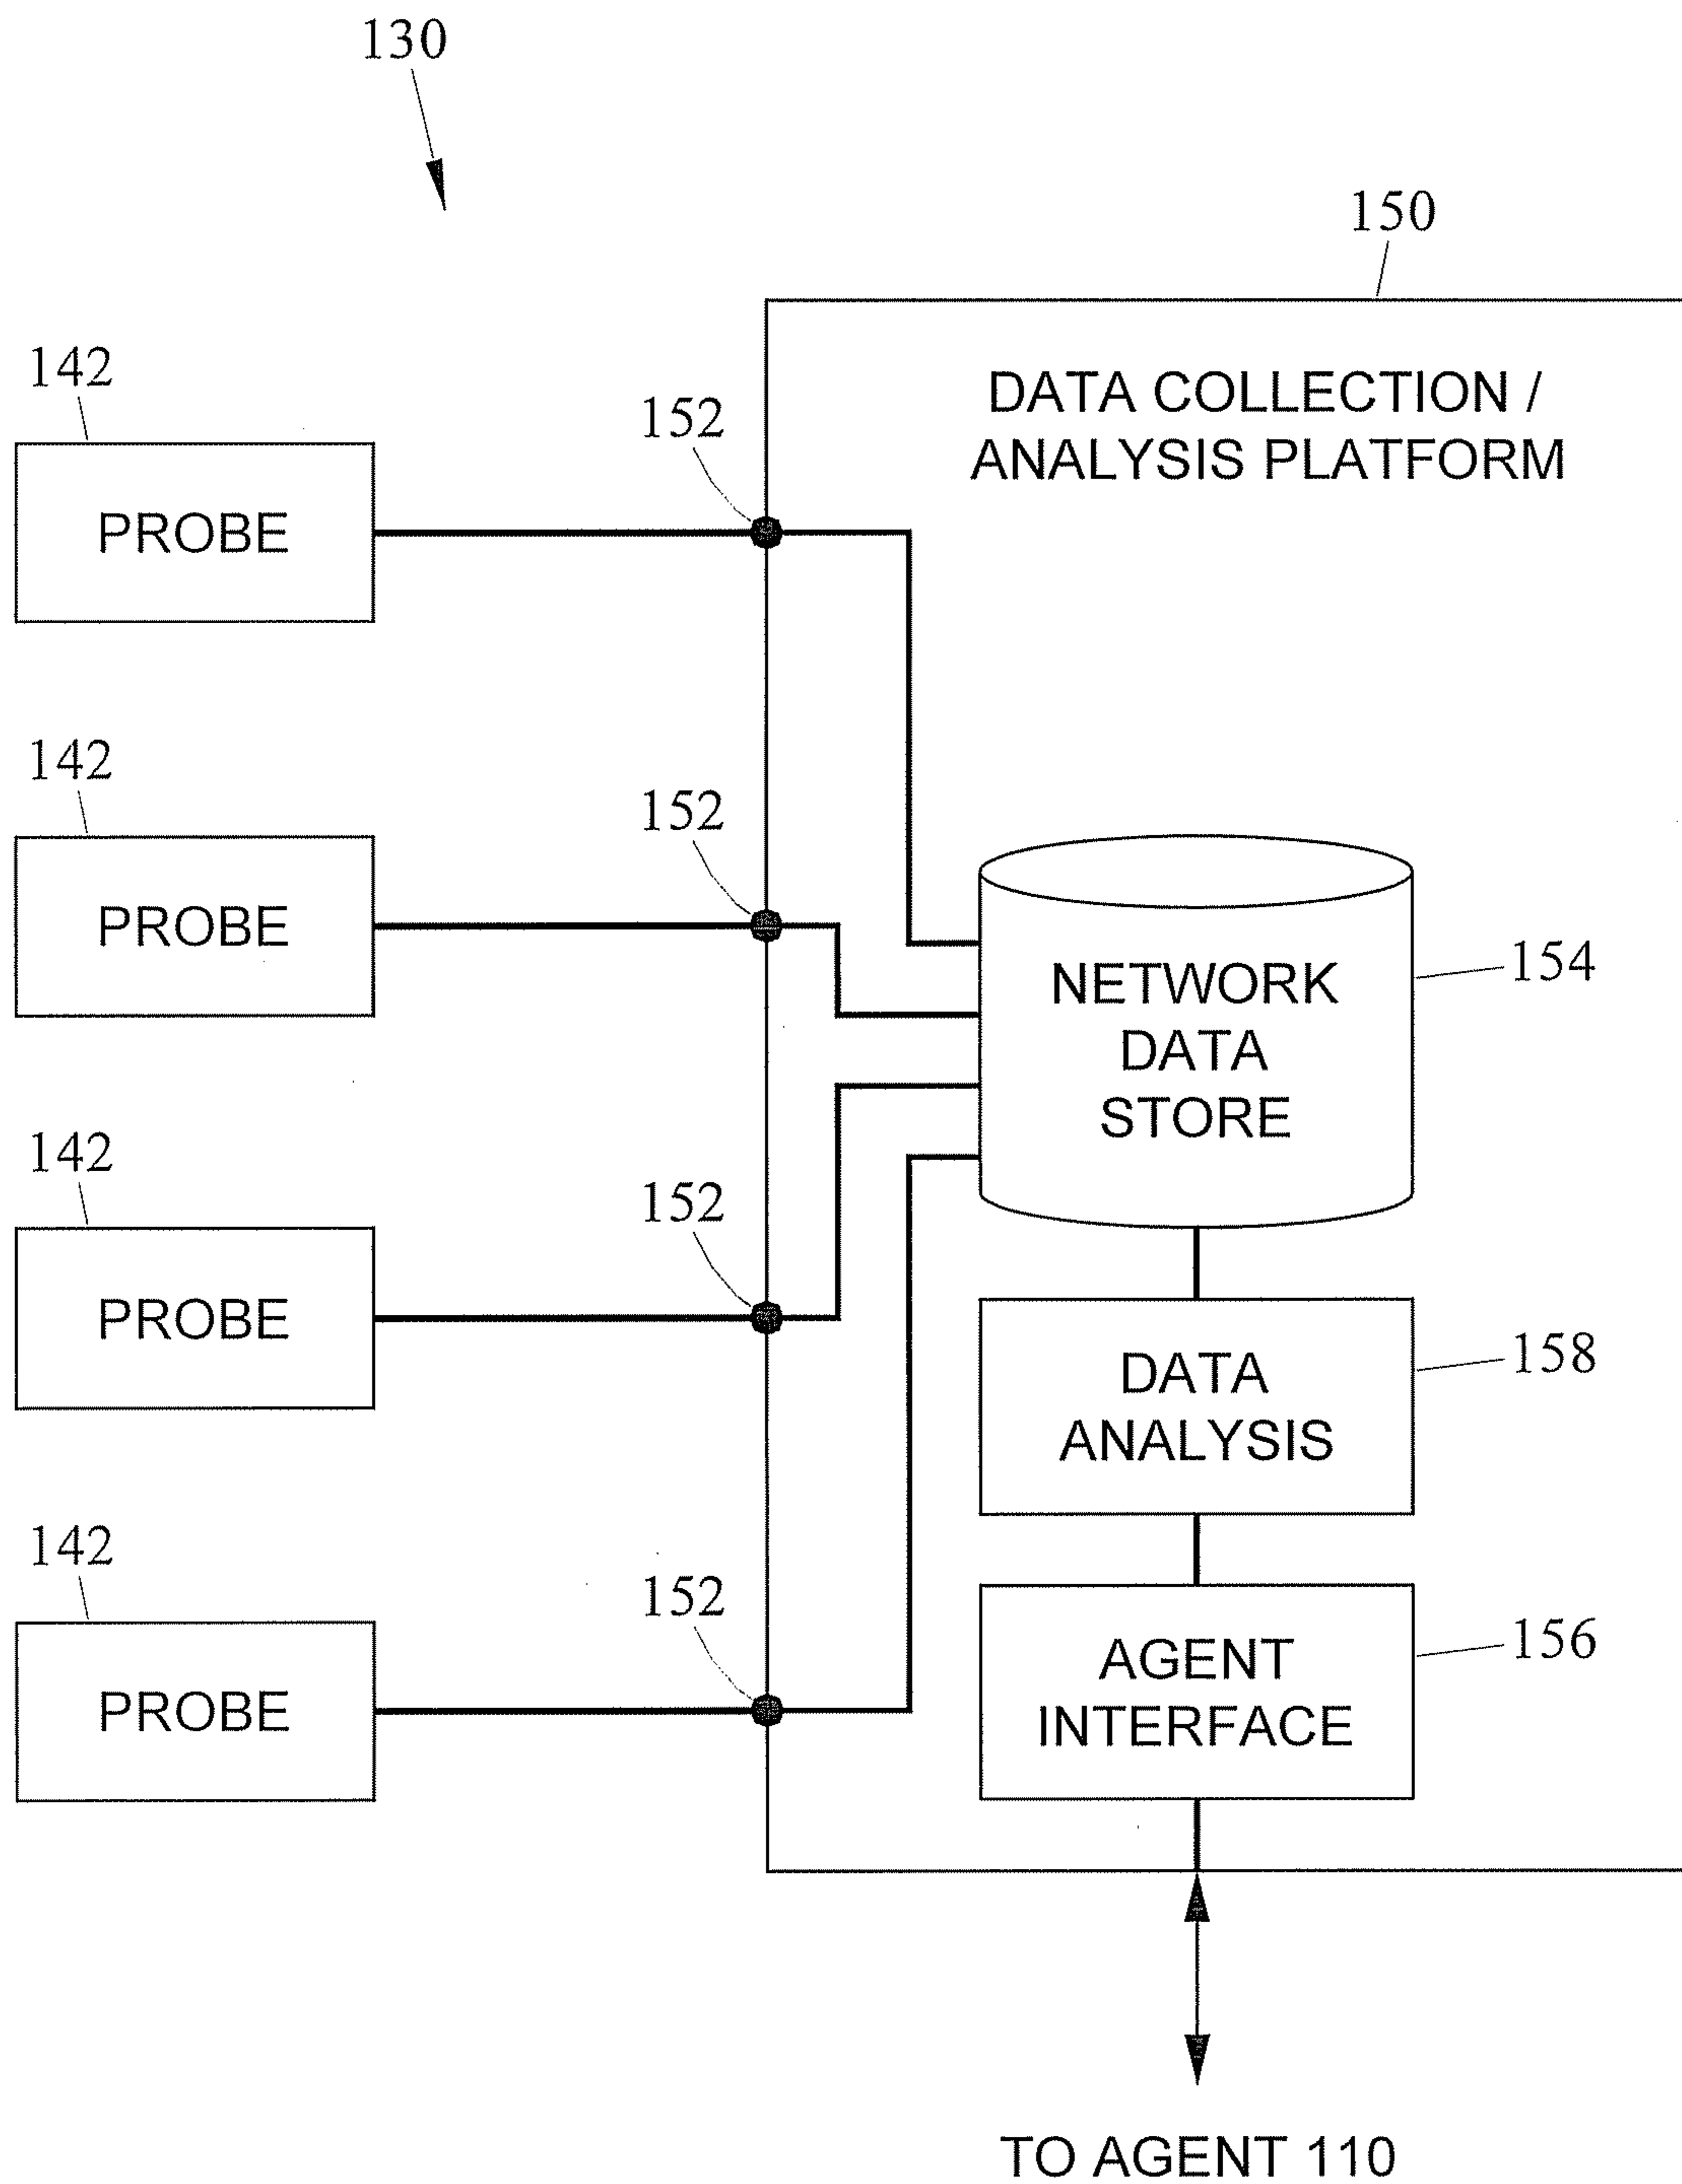 130
150
DATA COLLECTION /
ANALYSIS PLATFORM
142
152
PROBE
142
152
PROBE
NETWORK
DATA
STORE
154
142
152
PROBE
DATA
ANALYSIS
158
142
152
PROBE
AGENT
INTERFACE
156
TO AGENT 110